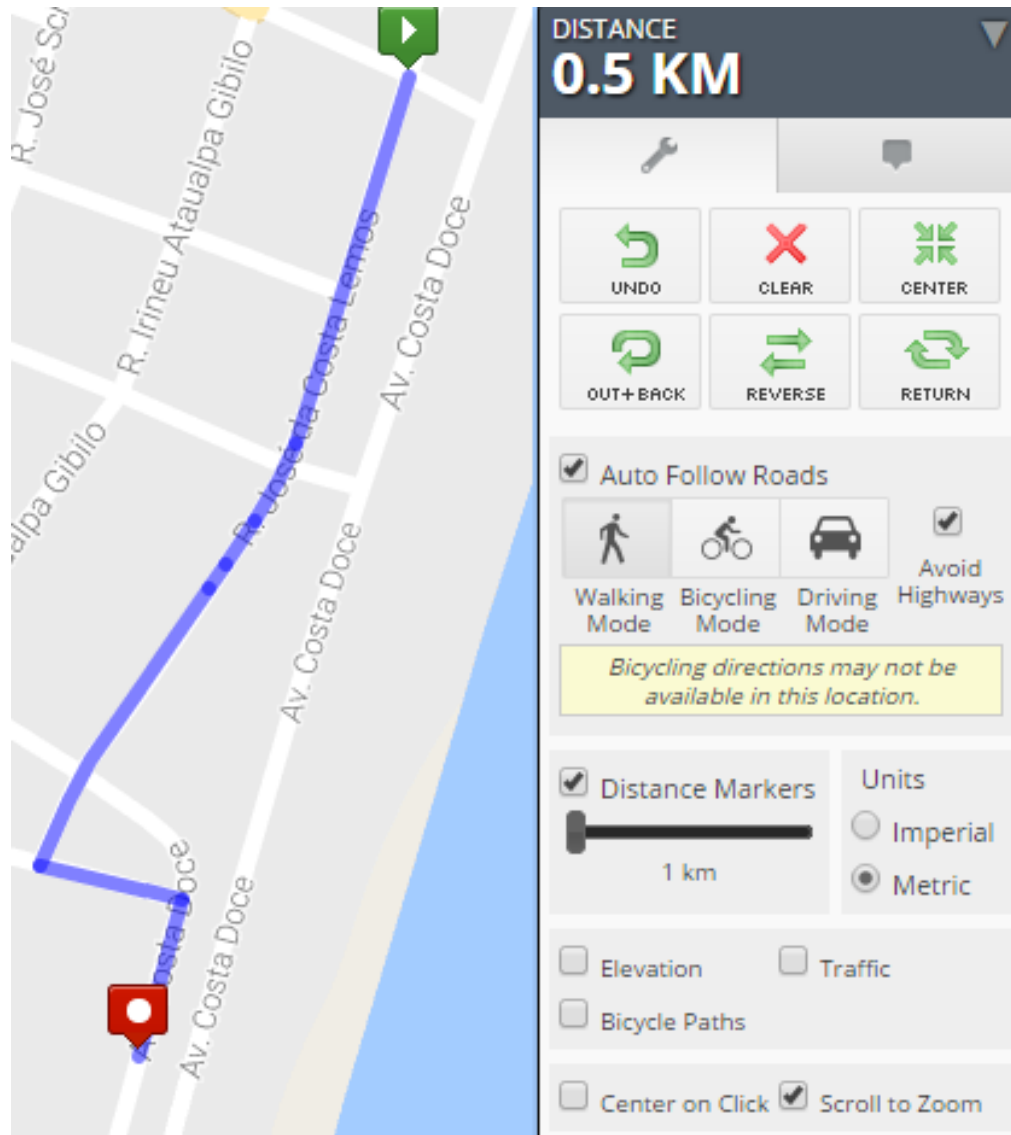 R. José Sc
R. Irineu Ataualpa Gibilo
R. José da Costa Lemos
Av. Costa Doce
alpa Gibilo
Av. Costa Doce
A osta Doce
Av. Costa Doce
DISTANCE
0.5 KM
UNDO
CLEAR
CENTER
OUT+BACK
REVERSE
RETURN
Auto Follow Roads
Walking
Mode
Bicycling
Mode
Driving
Mode
Avoid
Highways
Bicycling directions may not be
available in this location.
Distance Markers
1 km
Units
Imperial
Metric
Elevation
Traffic
Bicycle Paths
Center on Click
Scroll to Zoom